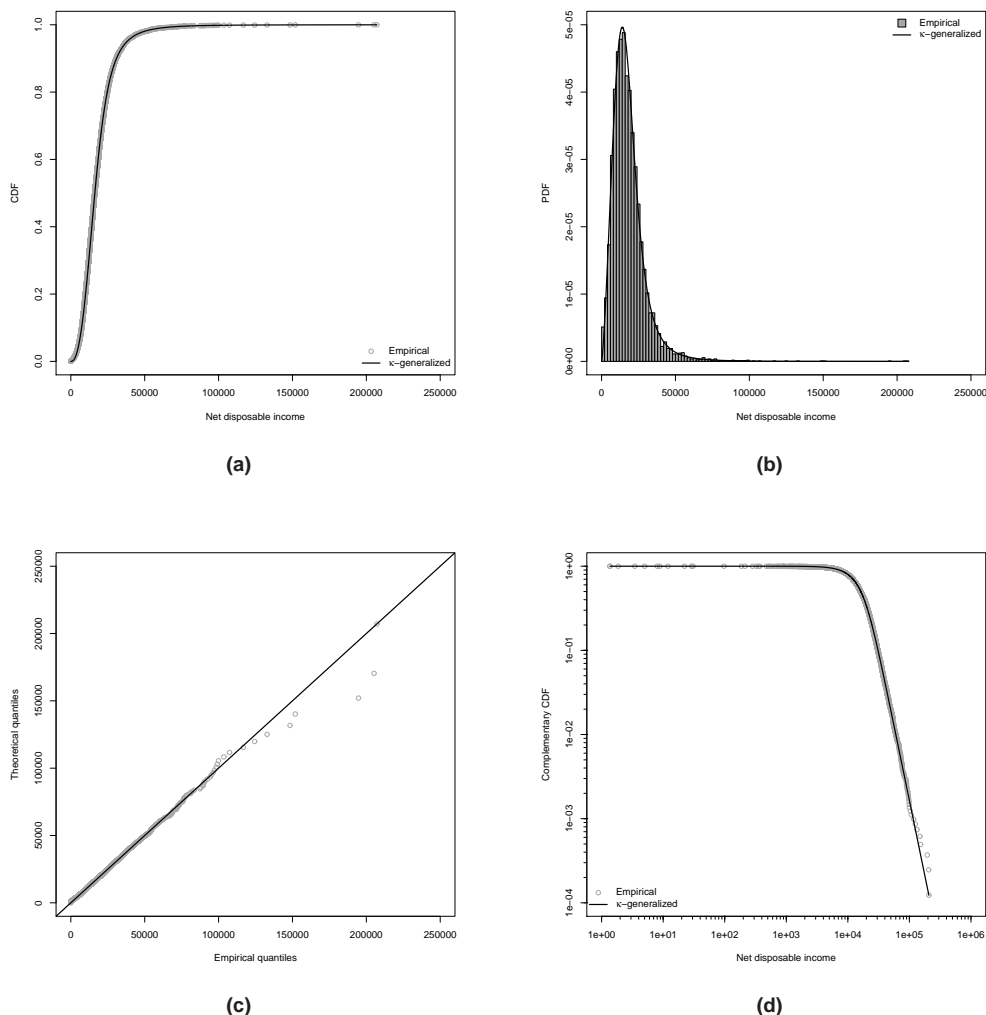 1.0
0.8
0.6
0.4
0.2
0.0
CDF
Empirical
κ−generalized
0 50000 100000 150000 200000 250000
Net disposable income
(a)
5e−05
4e−05
3e−05
2e−05
1e−05
0e+00
PDF
Empirical
κ−generalized
0 50000 100000 150000 200000 250000
Net disposable income
(b)
250000
200000
150000
100000
50000
0
Theoretical quantiles
0 50000 100000 150000 200000 250000
Empirical quantiles
(c)
1e+00
1e−01
1e−02
1e−03
1e−04
Complementary CDF
Empirical
κ−generalized
1e+00 1e+01 1e+02 1e+03 1e+04 1e+05 1e+06
Net disposable income
(d)